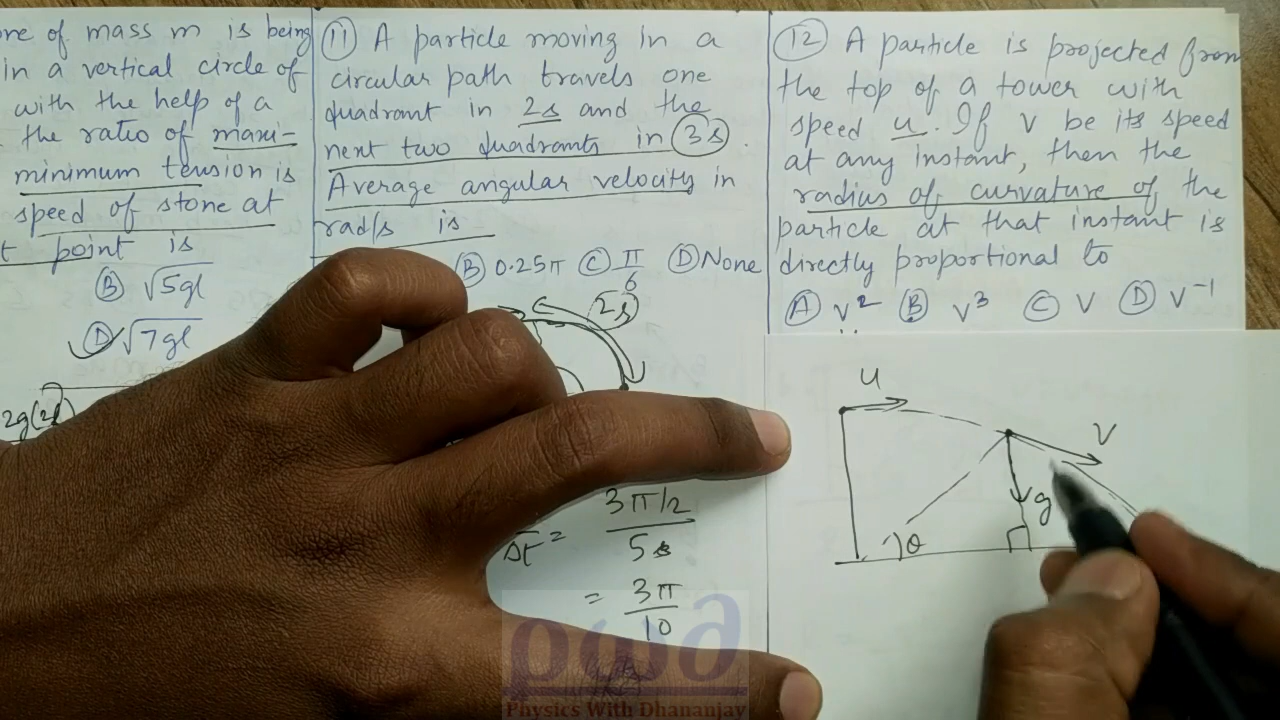 one of mass m is being
in a vertical circle of
with the help of a
the ratio of maxi-
minimum tension is
speed of stone at
t point is
(B) √5gl
(D) √7gl
2g(2l)
(11) A particle moving in a
circular path travels one
quadrant in 2s and the
next two quadrants in (3s).
Average angular velocity in
rad/s is
(B) 0.25π (C) π/6 (D) None
2s
Δt = 3π/2 / 5s
= 3π/10
(12) A particle is projected from
the top of a tower with
speed u. If v be its speed
at any instant, then the
radius of curvature of the
particle at that instant is
directly proportional to
(A) v² (B) v³ (C) v (D) v⁻¹
u
v
g
θ
pwd
Physics With Dhananjay